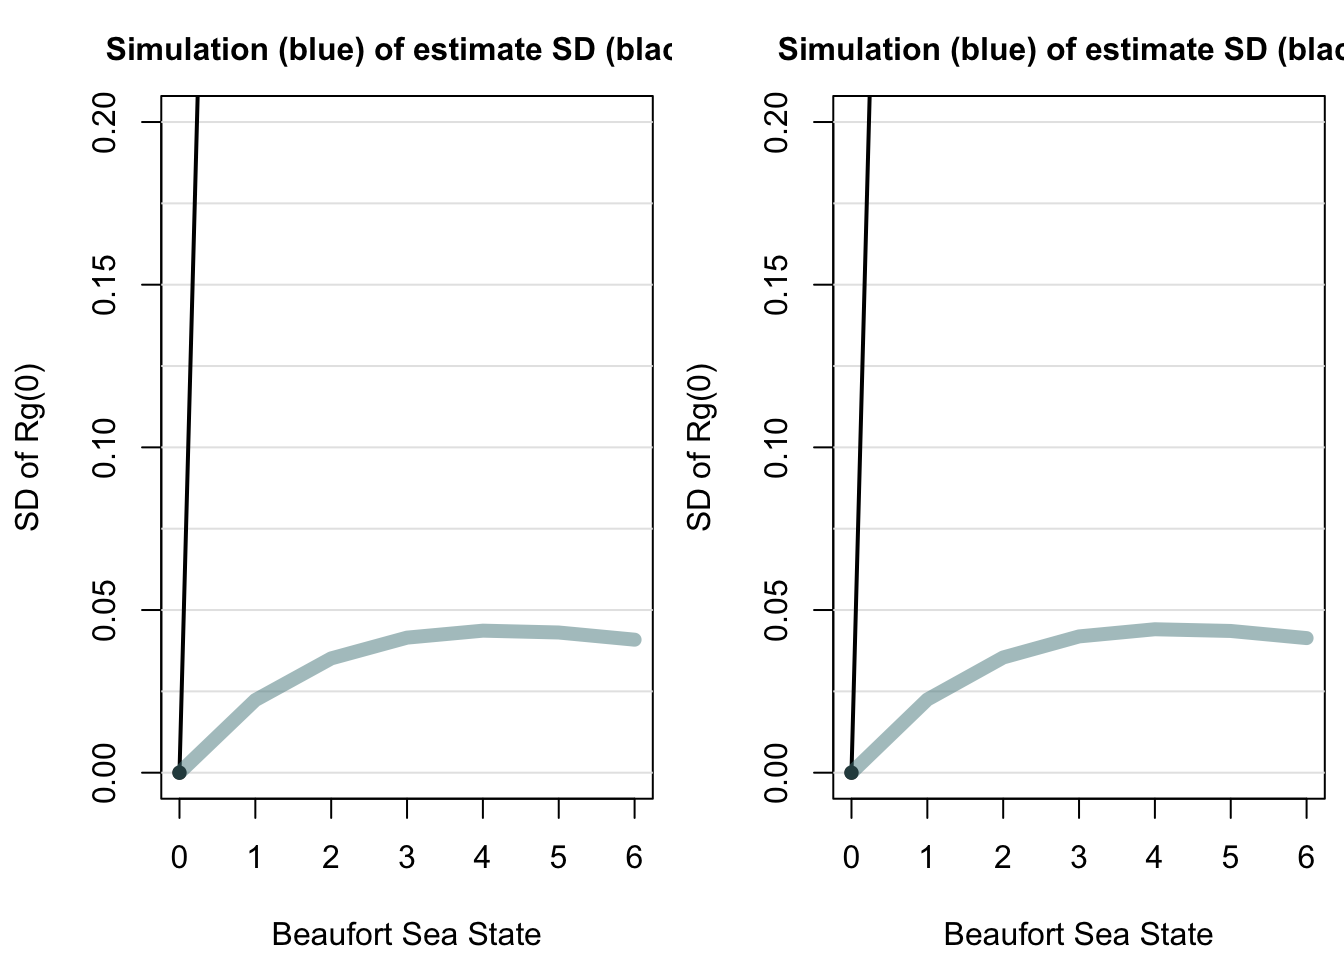 Simulation (blue) of estimate SD (blac
SD of Rg(0)
0.20
0.15
0.10
0.05
0.00
0 1 2 3 4 5 6
Beaufort Sea State
Simulation (blue) of estimate SD (blac
SD of Rg(0)
0.20
0.15
0.10
0.05
0.00
0 1 2 3 4 5 6
Beaufort Sea State